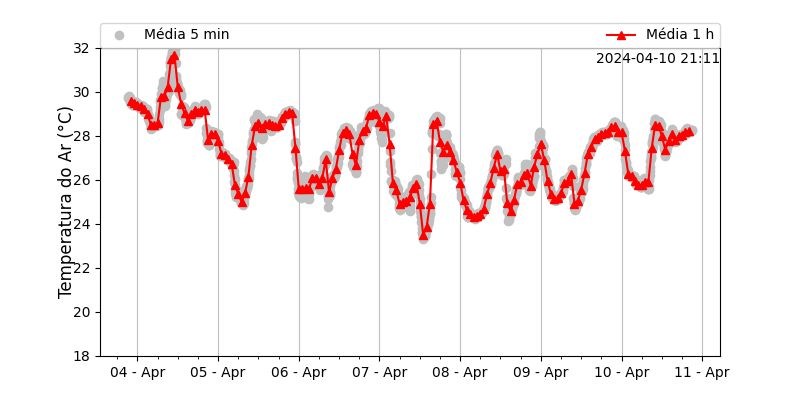 Média 5 min
Média 1 h
2024-04-10 21:11
Temperatura do Ar (°C)
32
30
28
26
24
22
20
18
04 - Apr
05 - Apr
06 - Apr
07 - Apr
08 - Apr
09 - Apr
10 - Apr
11 - Apr